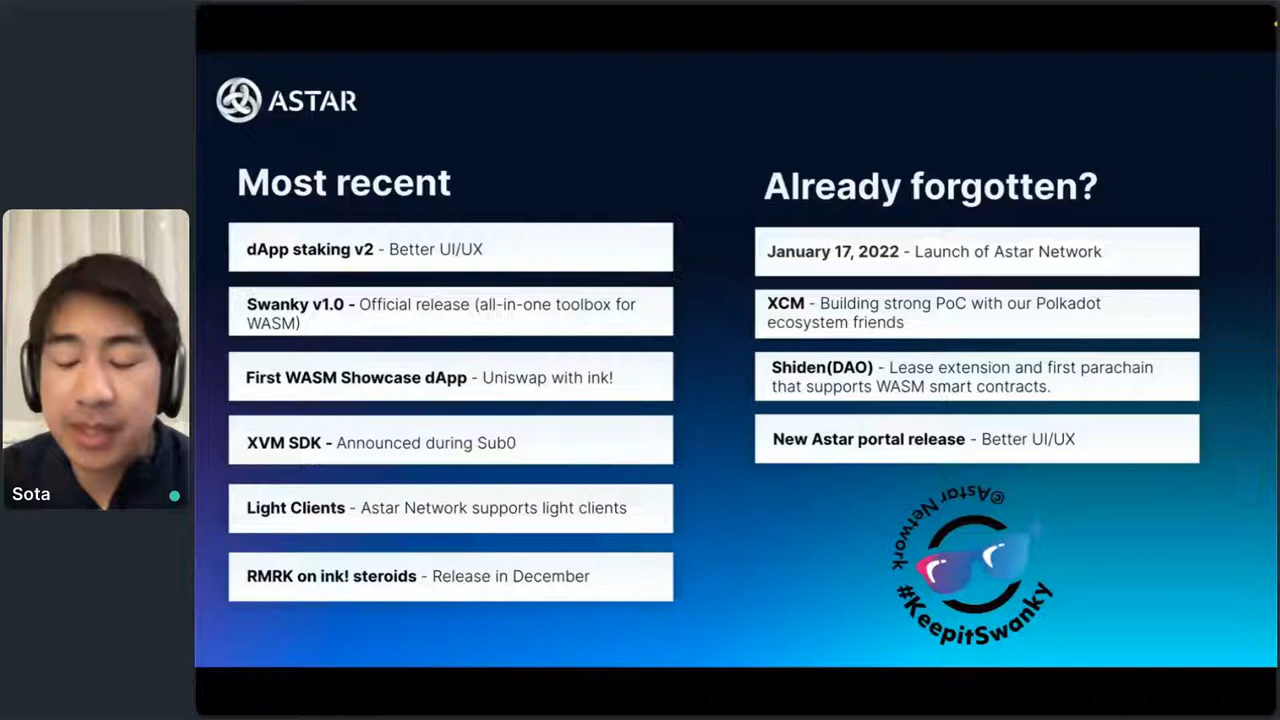 ASTAR
Most recent
dApp staking v2 - Better UI/UX
Swanky v1.0 - Official release (all-in-one toolbox for
WASM)
First WASM Showcase dApp - Uniswap with ink!
XVM SDK - Announced during Sub0
Light Clients - Astar Network supports light clients
RMRK on ink! steroids - Release in December
Already forgotten?
January 17, 2022 - Launch of Astar Network
XCM - Building strong PoC with our Polkadot
ecosystem friends
Shiden(DAO) - Lease extension and first parachain
that supports WASM smart contracts.
New Astar portal release - Better UI/UX
@Astar Network
#KeepitSwanky
Sota